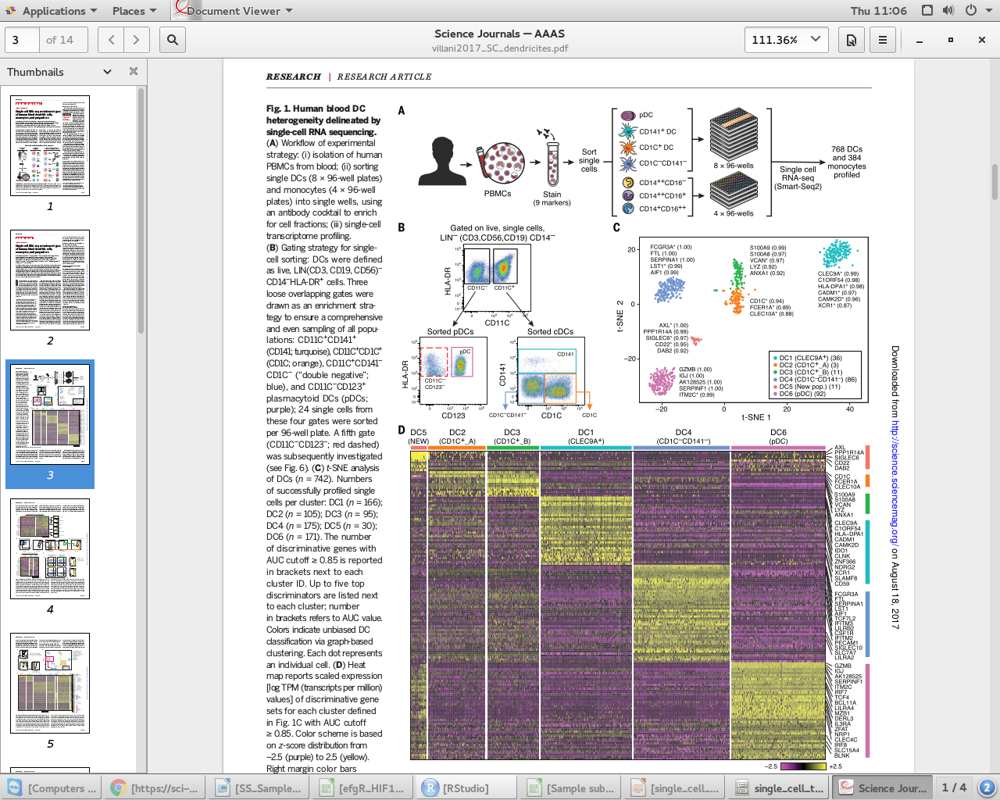 Applications
Places
Document Viewer
Thu 11:06
3
of 14
Science Journals — AAAS
villani2017_SC_dendricites.pdf
111.36%
Thumbnails
1
2
3
4
5
RESEARCH | RESEARCH ARTICLE
Fig. 1. Human blood DC
heterogeneity delineated by
single-cell RNA sequencing.
(A) Workflow of experimental
strategy: (i) isolation of human
PBMCs from blood; (ii) sorting
single DCs (8 × 96-well plates)
and monocytes (4 × 96-well
plates) into single wells, using
an antibody cocktail to enrich
for cell fractions; (iii) single-cell
transcriptome profiling.
(B) Gating strategy for single-
cell sorting: DCs were defined
as live, LIN(CD3, CD19, CD56)−
CD14−HLA-DR+ cells. Three
loose overlapping gates were
drawn as an enrichment stra-
tegy to ensure a comprehensive
and even sampling of all popu-
lations: CD11C+CD141+
(CD141; turquoise), CD11C+CD1C+
(CD1C; orange), CD11C+CD141−
CD1C− (“double negative”;
blue), and CD11C−CD123+
plasmacytoid DCs (pDCs;
purple); 24 single cells from
these four gates were sorted
per 96-well plate. A fifth gate
(CD11C−CD123−; red dashed)
was subsequently investigated
(see Fig. 6). (C) t-SNE analysis
of DCs (n = 742). Numbers
of successfully profiled single
cells per cluster: DC1 (n = 166);
DC2 (n = 105); DC3 (n = 95);
DC4 (n = 175); DC5 (n = 30);
DC6 (n = 171). The number
of discriminative genes with
AUC cutoff ≥ 0.85 is reported
in brackets next to each
cluster ID. Up to five top
discriminators are listed next
to each cluster; number
in brackets refers to AUC value.
Colors indicate unbiased DC
classification via graph-based
clustering. Each dot represents
an individual cell. (D) Heat
map reports scaled expression
[log TPM (transcripts per million)
values] of discriminative gene
sets for each cluster defined
in Fig. 1C with AUC cutoff
≥ 0.85. Color scheme is based
on z-score distribution from
−2.5 (purple) to 2.5 (yellow).
Right margin color bars
A
PBMCs
Stain
(9 markers)
Sort
single
cells
pDC
CD141+ DC
CD1C+ DC
CD1C−CD141−
CD14++CD16−
CD14++CD16+
CD14+CD16++
8 × 96-wells
4 × 96-wells
Single cell
RNA-seq
(Smart-Seq2)
768 DCs
and 384
monocytes
profiled
B
Gated on live, single cells,
LIN− (CD3,CD56,CD19) CD14−
HLA-DR
CD11C−
CD11C+
CD11C
Sorted pDCs
Sorted cDCs
HLA-DR
pDC
CD11C−
CD123−
CD123
CD141
CD141
CD1C−CD141−
CD1C
CD1C
C
t-SNE 2
20
0
−20
−20
0
20
40
t-SNE 1
FCGR3A* (1.00)
FTL (1.00)
SERPINA1 (1.00)
LST1* (0.99)
AIF1 (0.99)
S100A9 (0.99)
S100A8 (0.97)
VCAN* (0.97)
LYZ (0.92)
ANXA1 (0.92)
CLEC9A* (0.99)
C1ORF54 (0.98)
HLA-DPA1* (0.98)
CADM1* (0.97)
CAMK2D* (0.96)
XCR1* (0.87)
CD1C* (0.94)
FCER1A* (0.89)
CLEC10A* (0.88)
AXL* (1.00)
PPP1R14A (0.99)
SIGLEC6* (0.97)
CD22* (0.95)
DAB2 (0.92)
GZMB (1.00)
IGJ (1.00)
AK128525 (1.00)
SERPINF1 (1.00)
ITM2C* (0.99)
DC1 (CLEC9A+) (36)
DC2 (CD1C+_A) (3)
DC3 (CD1C+_B) (11)
DC4 (CD1C−CD141−) (86)
DC5 (New pop.) (11)
DC6 (pDC) (92)
D
DC5
(NEW)
DC2
(CD1C+_A)
DC3
(CD1C+_B)
DC1
(CLEC9A+)
DC4
(CD1C−CD141−)
DC6
(pDC)
AXL
PPP1R14A
SIGLEC6
CD22
DAB2
CD1C
FCER1A
CLEC10A
S100A9
S100A8
VCAN
LYZ
ANXA1
CLEC9A
C1ORF54
HLA-DPA1
CADM1
CAMK2D
IDO1
CLNK
ZNF366
NDRG2
XCR1
SLAMF8
CD59
FCGR3A
FTL
SERPINA1
LST1
AIF1
TCF7L2
IFITM3
LILRB2
CSF1R
IFITM2
PECAM1
SIGLEC10
SLC7A7
LILRA2
GZMB
IGJ
AK128525
SERPINF1
ITM2C
IRF7
TCF4
BCL11A
LILRA4
MZB1
DERL3
IL3RA
ZFAT
NRP1
CLEC4C
IRF8
SLC15A4
BLNK
−2.5
+2.5
Downloaded from http://science.sciencemag.org/ on August 18, 2017
[Computers ...
[https://sci-...
[SS_Sample...
[efgR_HIF1...
[RStudio]
[Sample sub...
[single_cell_...
single_cell_t...
Science Jour...
1 / 4
2